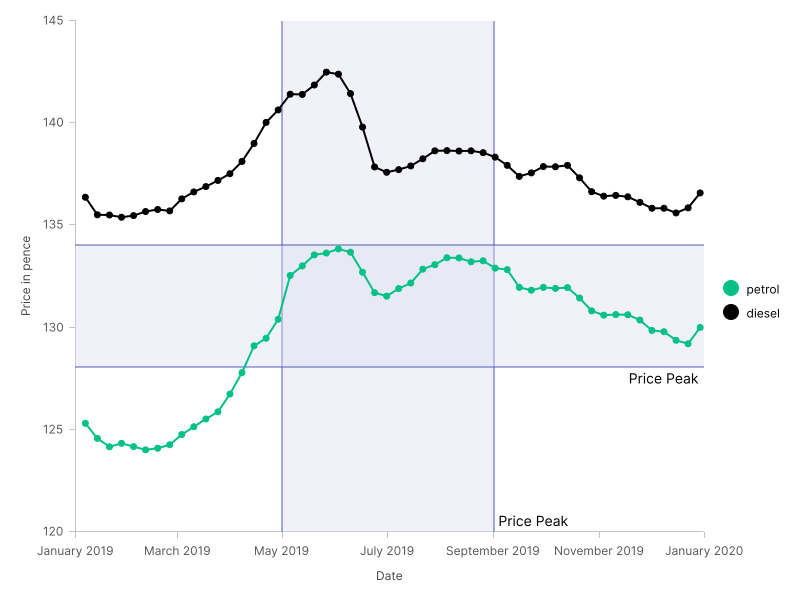 145
140
135
130
125
120
Price in pence
January 2019
March 2019
May 2019
July 2019
September 2019
November 2019
January 2020
Date
Price Peak
Price Peak
petrol
diesel